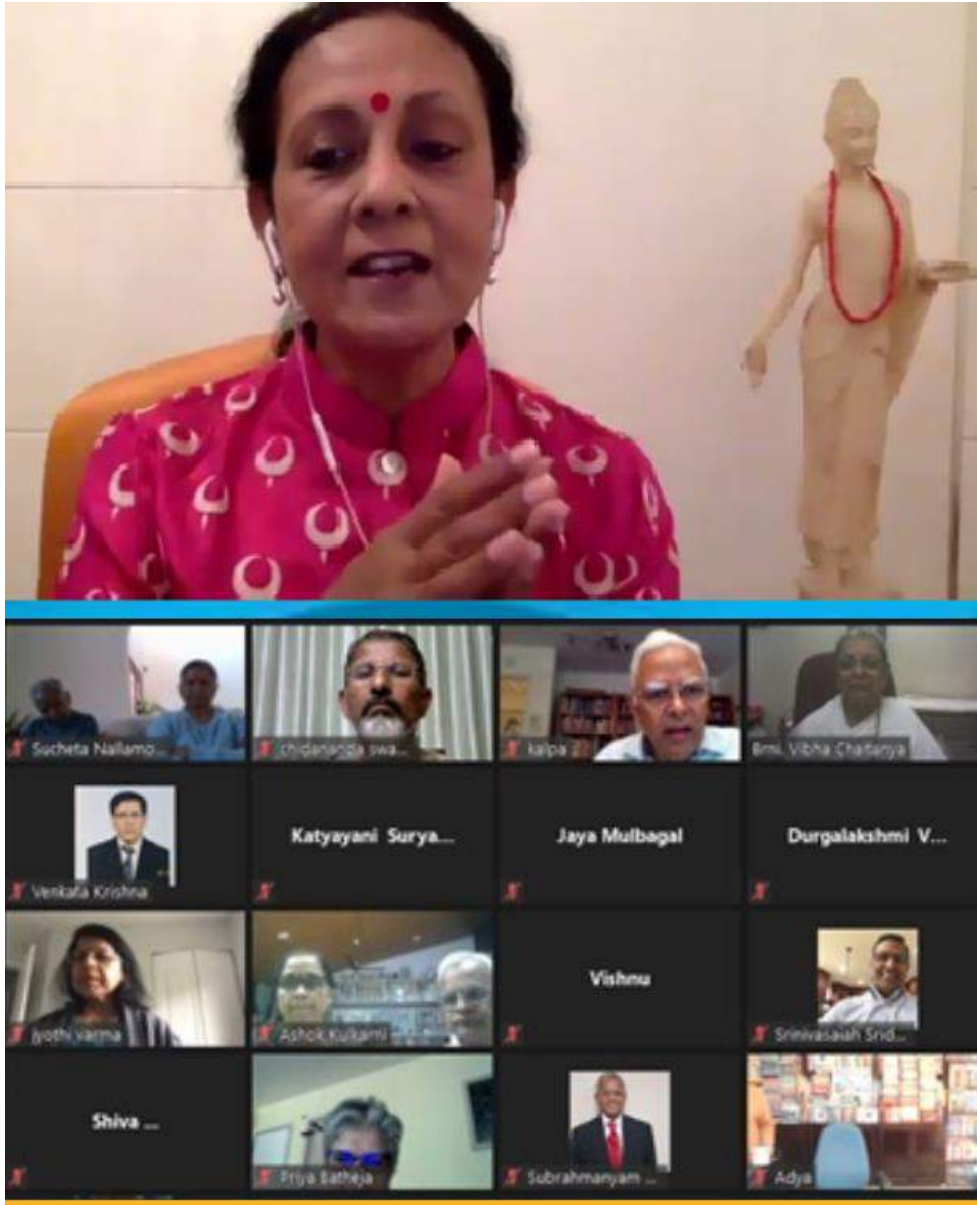 Sucheta Nallamo...
chidananda swa...
kalpa
Brni. Vibha Chaitanya
Venkata Krishna
Katyayani Surya...
Jaya Mulbagal
Durgalakshmi V...
jyothi varma
Ashok Kulkarni
Vishnu
Srinivasaiah Srid...
Shiva ...
Priya Batheja
Subrahmanyam ...
Adya